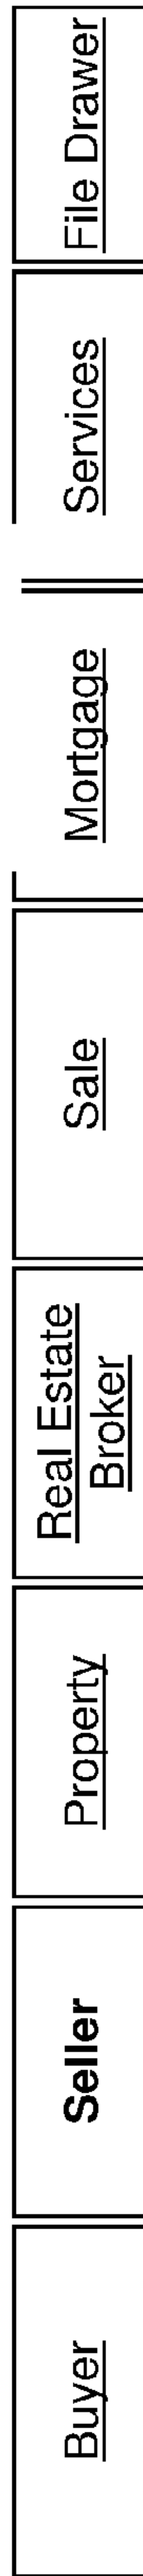 Buyer
Seller
Property
Real Estate
Broker
Sale
Mortgage
Services
File Drawer